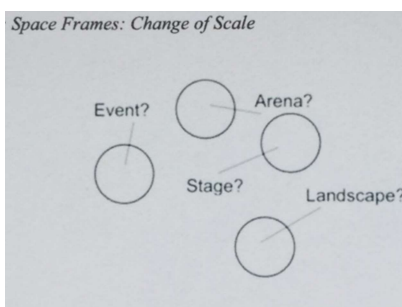 Space Frames: Change of Scale
Event?
Arena?
Stage?
Landscape?